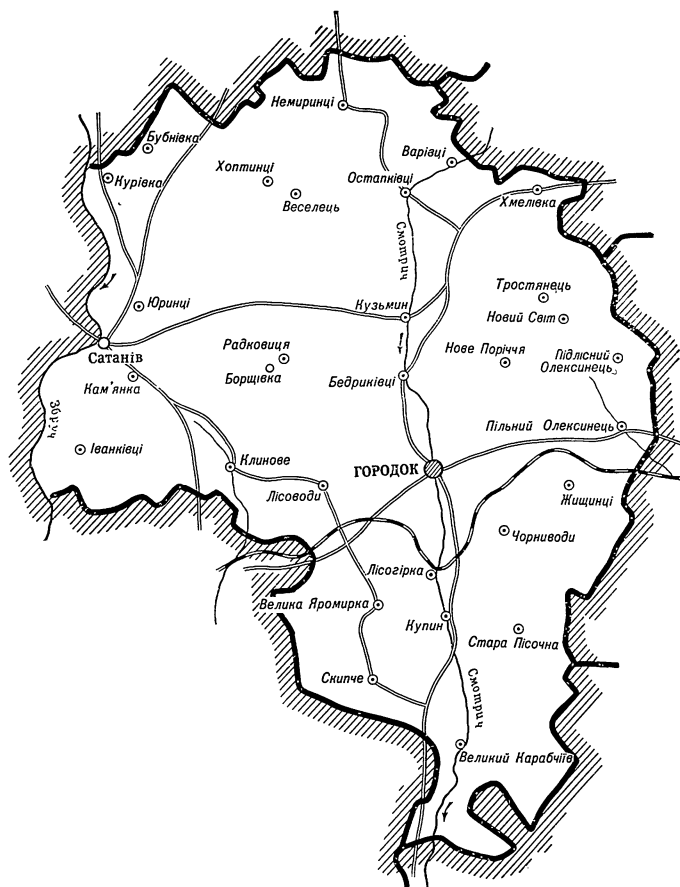 Немиринці
Бубнівка
Варівці
Хоптинці
Курівка
Остапківці
Веселець
Хмелівка
Смотрич
Тростянець
Юринці
Кузьмин
Новий Світ
Сатанів
Радковиця
Нове Поріччя
Підлісний
Олексинець
Борщівка
Бедриківці
Кам'янка
Збруч
Пільний Олексинець
Іванківці
Клинове
ГОРОДОК
Лісоводи
Жищинці
Чорниводи
Лісогірка
Велика Яромирка
Купин
Стара Пісочна
Скипче
Смотрич
Великий Карабчіїв